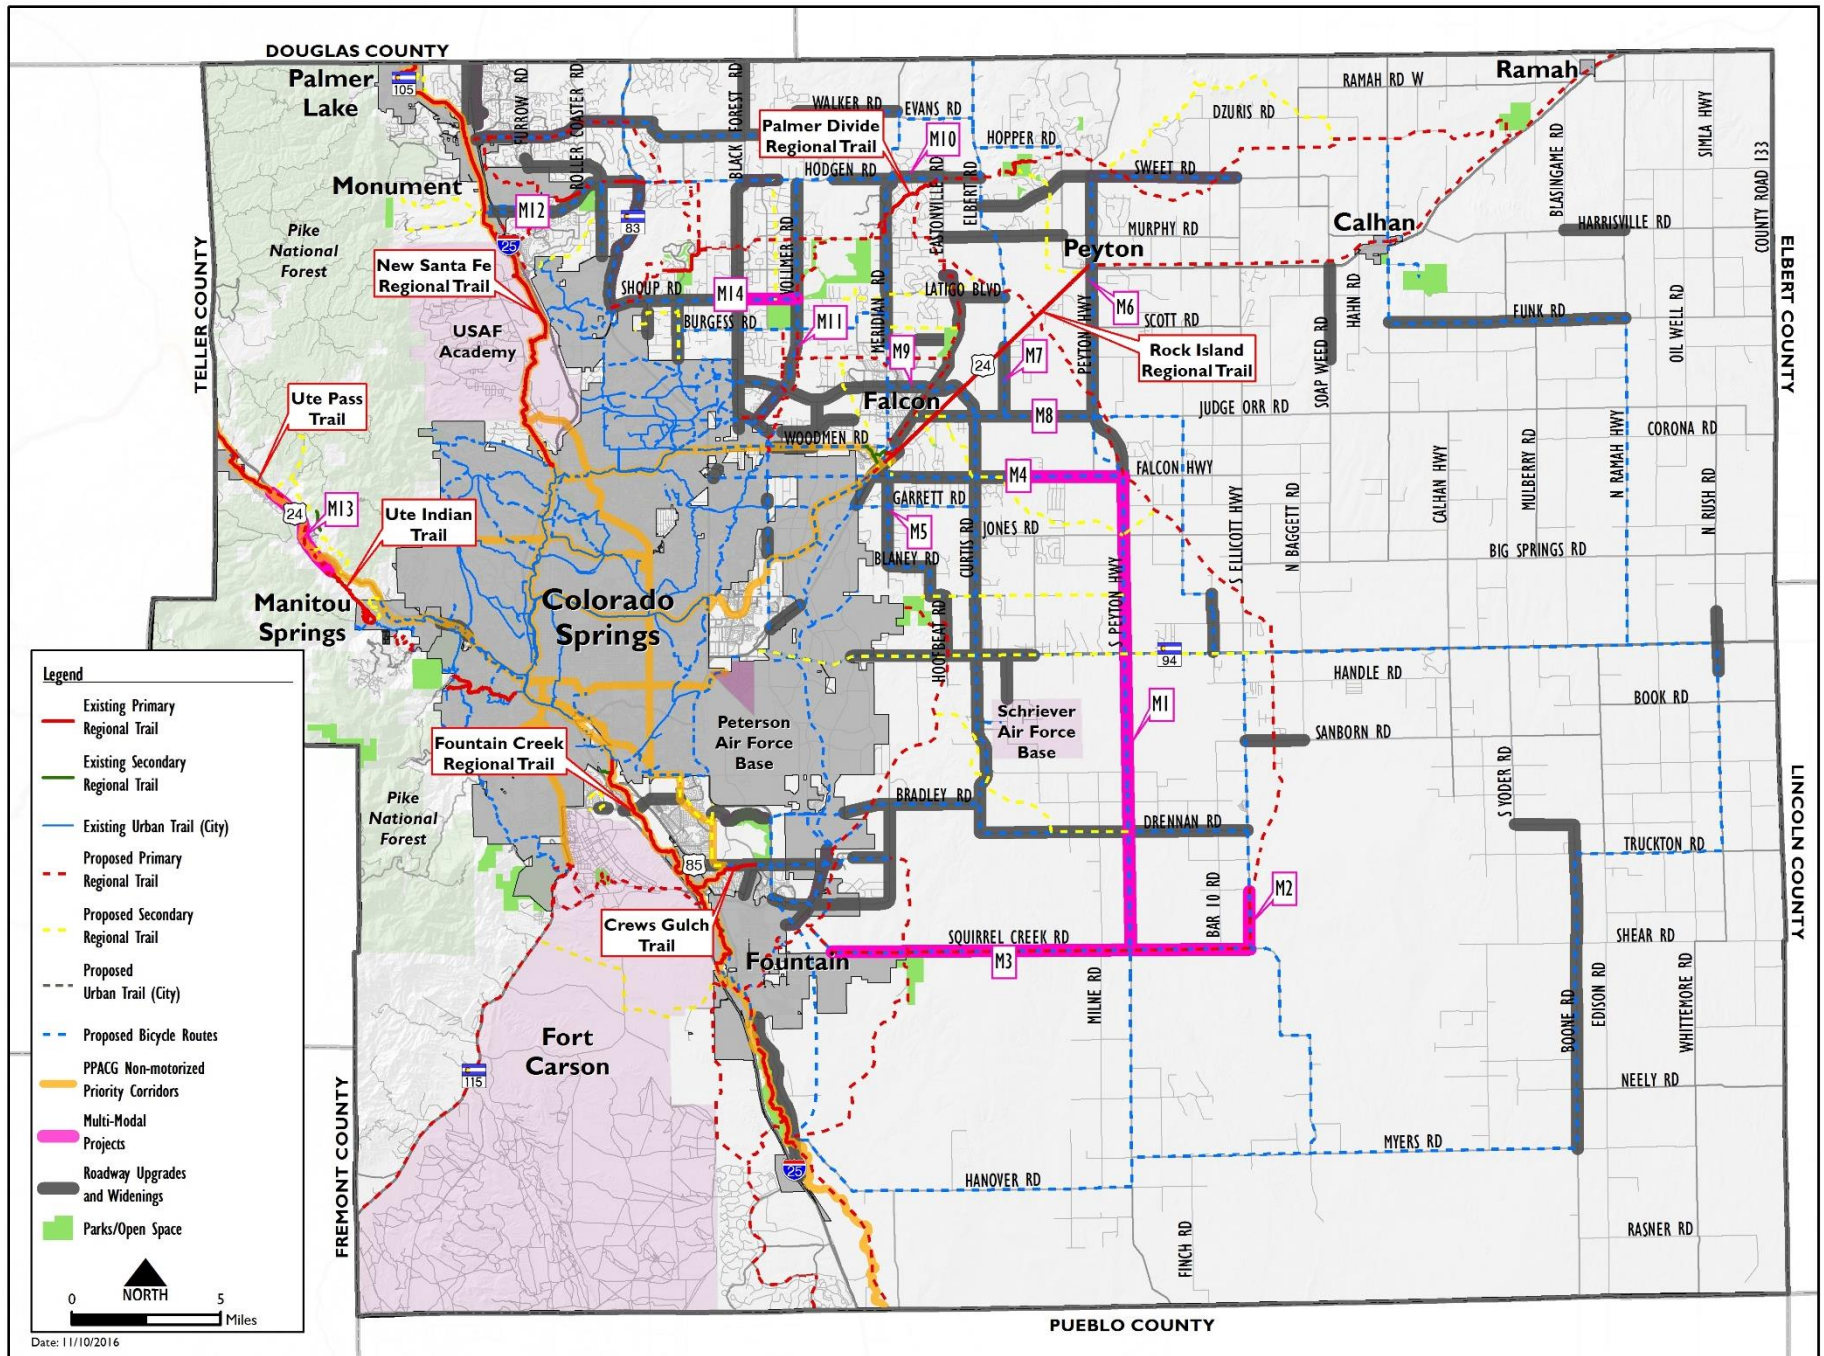 DOUGLAS COUNTY
Palmer
Lake
105
FURROW RD
ROLLER COASTER RD
BLACK FOREST RD
WALKER RD
EVANS RD
Palmer Divide
Regional Trail
M10
HOPPER RD
DZURIS RD
RAMAH RD W
Ramah
BLASINGAME RD
SIMLA HWY
COUNTY ROAD 133
Monument
M12
83
HODGEN RD
EASTONVILLE RD
ELBERT RD
SWEET RD
Pike
National
Forest
25
New Santa Fe
Regional Trail
VOLLMER RD
MURPHY RD
Peyton
Calhan
HARRISVILLE RD
TELLER COUNTY
ELBERT COUNTY
SHOUP RD
M14
BURGESS RD
M11
MERIDIAN RD
LATIGO BLVD
PEYTON HWY
M6
SCOTT RD
SOAP WEED RD
HAHN RD
FUNK RD
OIL WELL RD
USAF
Academy
M9
24
M7
Rock Island
Regional Trail
Ute Pass
Trail
Falcon
M8
JUDGE ORR RD
N RAMAH HWY
CORONA RD
WOODMEN RD
M4
FALCON HWY
CALHAN HWY
MULBERRY RD
24
M13
Ute Indian
Trail
GARRETT RD
M5
JONES RD
CURTIS RD
BLANEY RD
S ELLICOTT HWY
N BAGGETT RD
BIG SPRINGS RD
N RUSH RD
Manitou
Springs
Colorado
Springs
HOOFBEAT RD
S PEYTON HWY
94
HANDLE RD
BOOK RD
Legend
Existing Primary
Regional Trail
Existing Secondary
Regional Trail
Existing Urban Trail (City)
Proposed Primary
Regional Trail
Proposed Secondary
Regional Trail
Proposed
Urban Trail (City)
Proposed Bicycle Routes
PPACG Non-motorized
Priority Corridors
Multi-Modal
Projects
Roadway Upgrades
and Widenings
Parks/Open Space
NORTH
0
5
Miles
Date: 11/10/2016
Fountain Creek
Regional Trail
Peterson
Air Force
Base
Schriever
Air Force
Base
M1
SANBORN RD
S YODER RD
Pike
National
Forest
BRADLEY RD
DRENNAN RD
TRUCKTON RD
LINCOLN COUNTY
85
Crews Gulch
Trail
BAR 10 RD
M2
Fountain
SQUIRREL CREEK RD
M3
SHEAR RD
MILNE RD
BOONE RD
EDISON RD
WHITTEMORE RD
Fort
Carson
115
NEELY RD
FREMONT COUNTY
25
MYERS RD
HANOVER RD
FINCH RD
RASNER RD
PUEBLO COUNTY